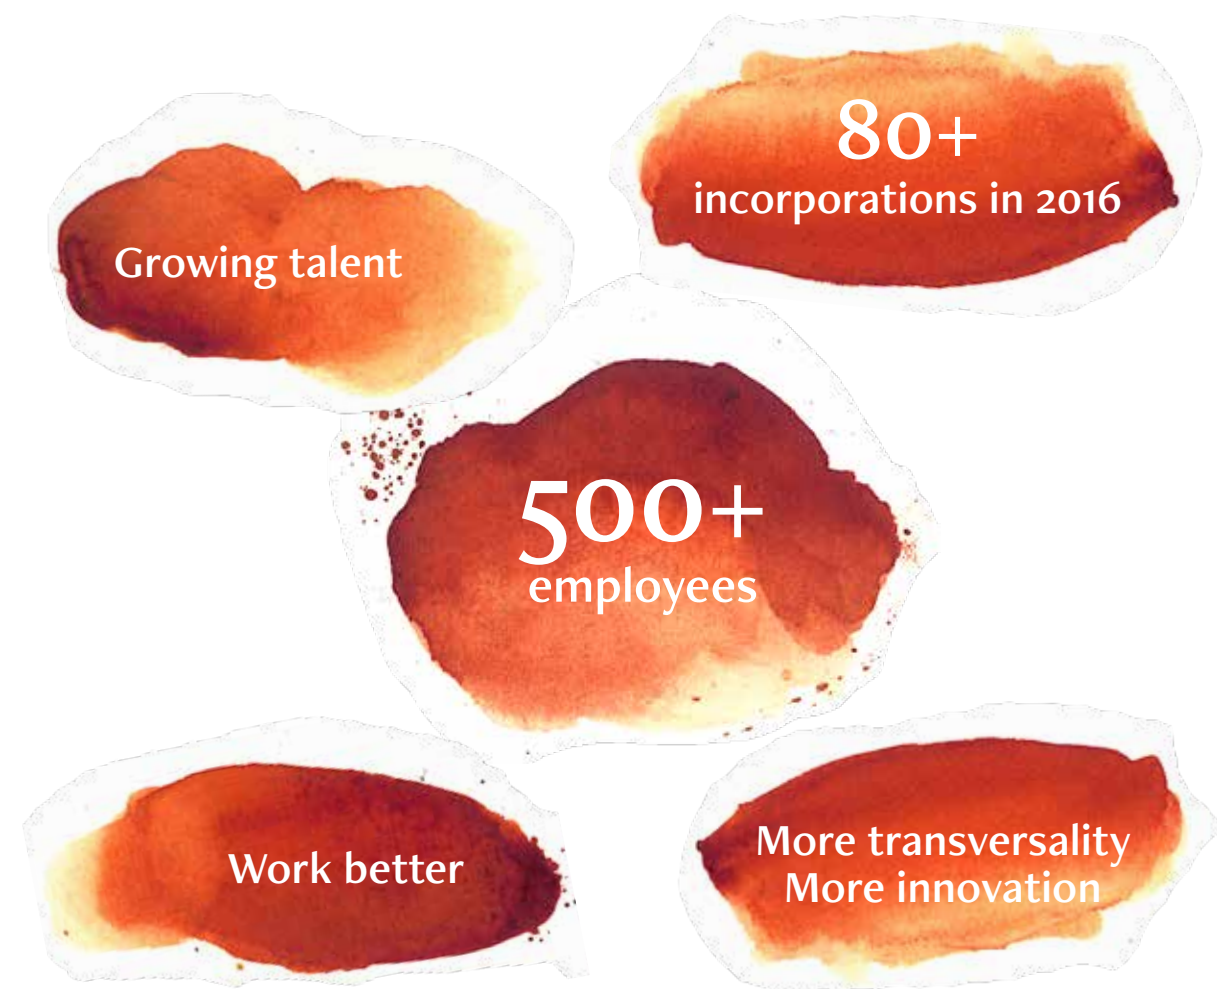 80+
incorporations in 2016
Growing talent
500+
employees
Work better
More transversality
More innovation